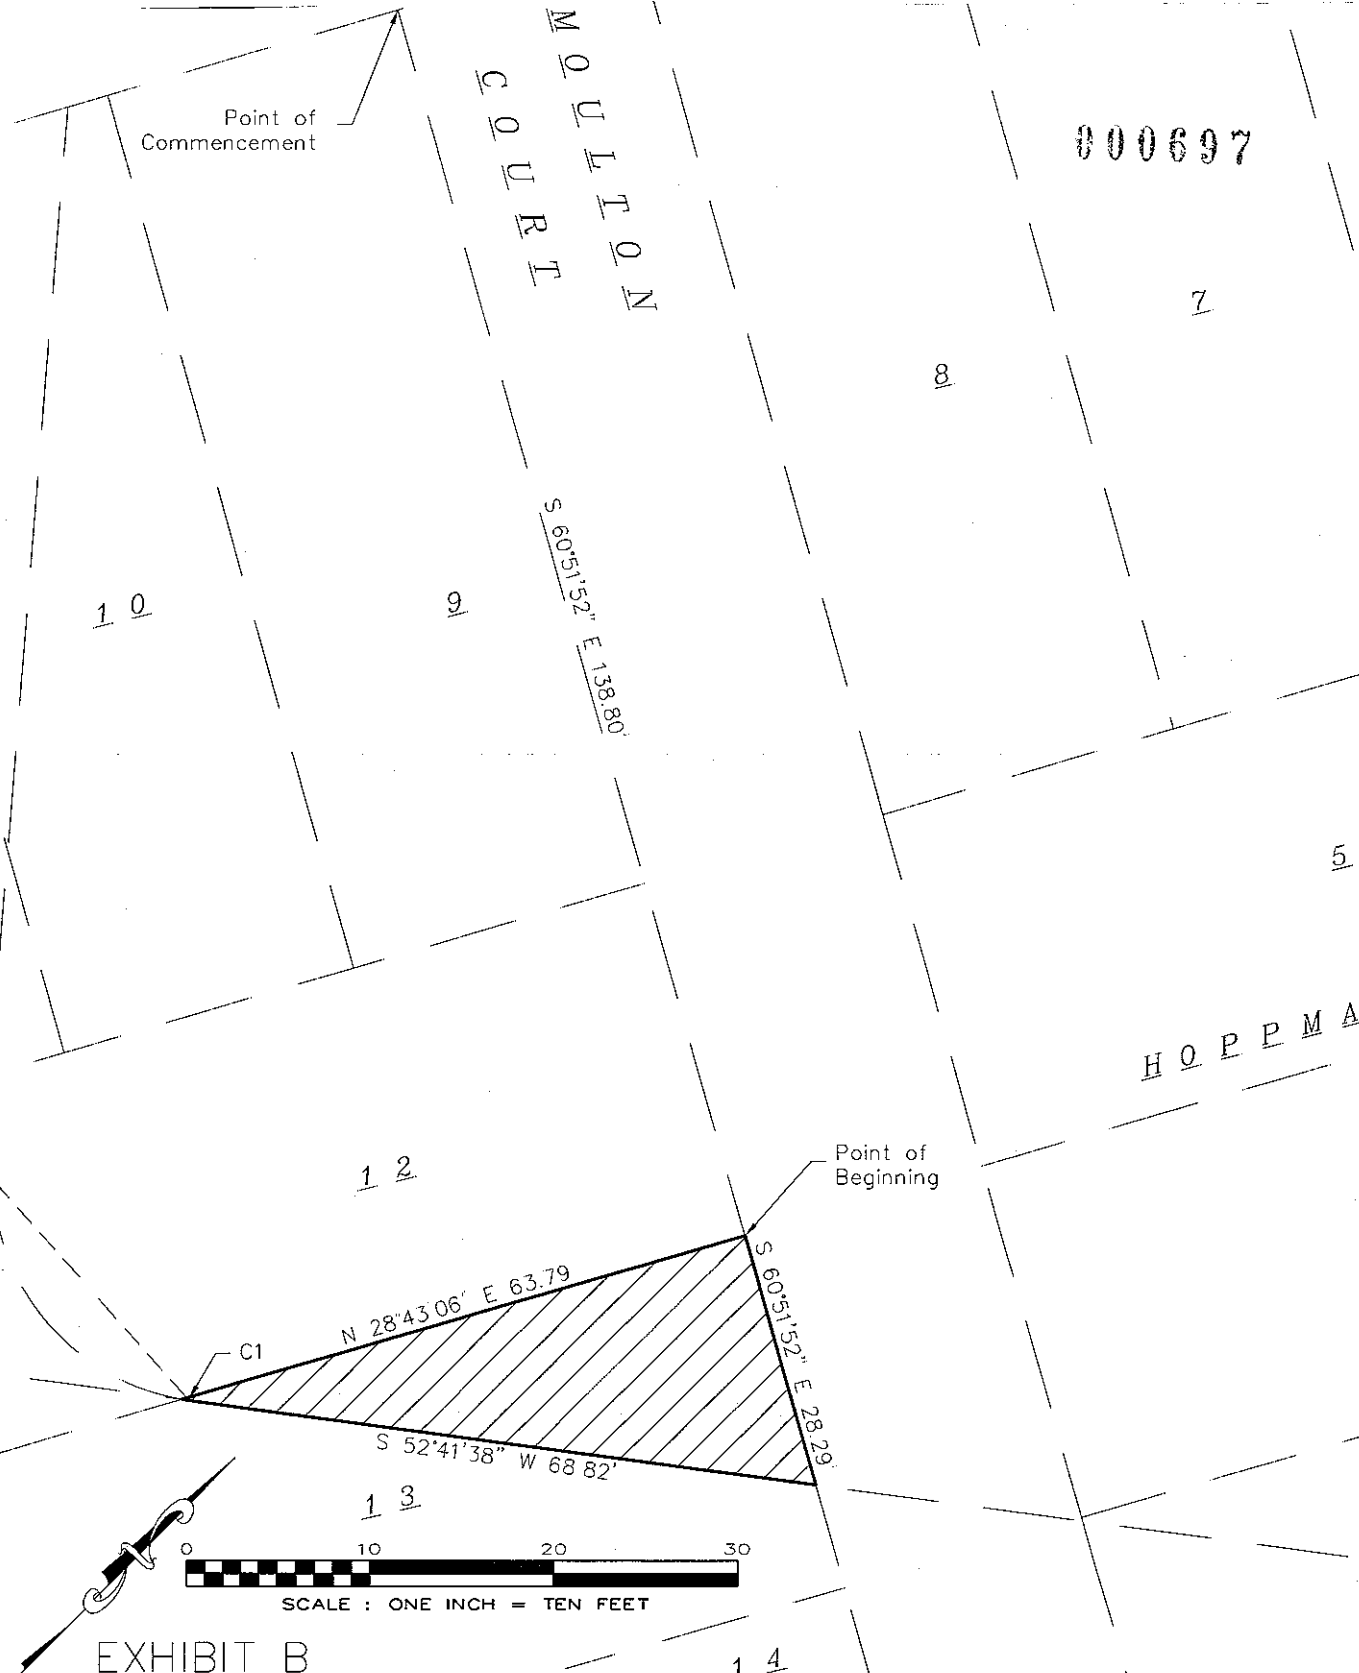 Point of
Commencement
MOULTON
COURT
000697
7
8
S 60°51'52" E 138.80'
10
9
5
HOPPMA
12
Point of
Beginning
N 28°43'06" E 63.79
S 60°51'52" E 28.29'
C1
S 52°41'38" W 68.82'
13
0 10 20 30
SCALE : ONE INCH = TEN FEET
EXHIBIT B
14